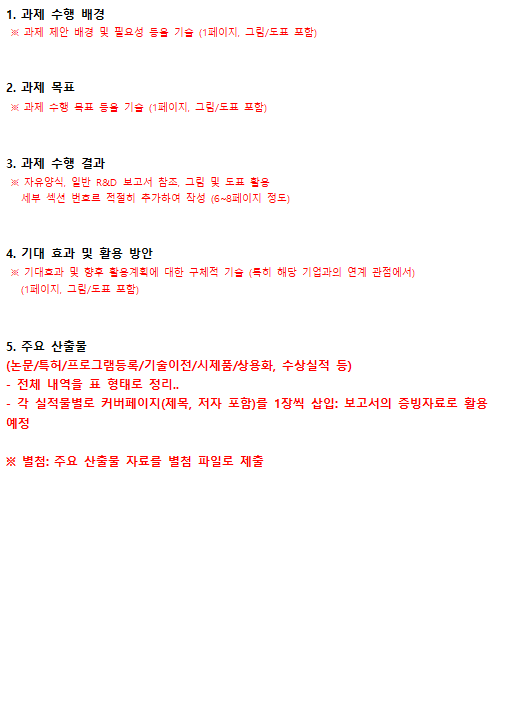 1. 과제 수행 배경
※ 과제 제안 배경 및 필요성 등을 기술 (1페이지, 그림/도표 포함)
2. 과제 목표
※ 과제 수행 목표 등을 기술 (1페이지, 그림/도표 포함)
3. 과제 수행 결과
※ 자유양식, 일반 R&D 보고서 참조, 그림 및 도표 활용
세부 섹션 번호를 적절히 추가하여 작성 (6~8페이지 정도)
4. 기대 효과 및 활용 방안
※ 기대효과 및 향후 활용계획에 대한 구체적 기술 (특히 해당 기업과의 연계 관점에서)
(1페이지, 그림/도표 포함)
5. 주요 산출물
(논문/특허/프로그램등록/기술이전/시제품/상용화, 수상실적 등)
- 전체 내역을 표 형태로 정리..
- 각 실적물별로 커버페이지(제목, 저자 포함)를 1장씩 삽입: 보고서의 증빙자료로 활용
예정
※ 별첨: 주요 산출물 자료를 별첨 파일로 제출